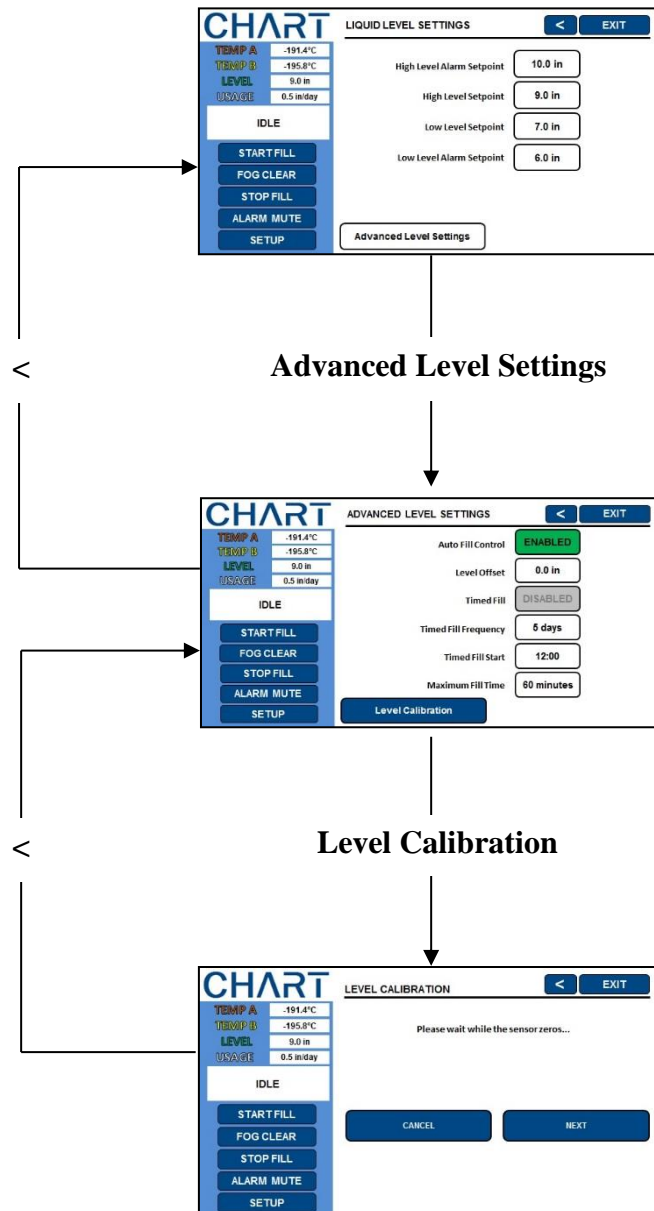 CHART
LIQUID LEVEL SETTINGS
< EXIT
TEMP A -191.4°C
TEMP B -195.8°C
LEVEL 9.0 in
USAGE 0.5 in/day
IDLE
START FILL
FOG CLEAR
STOP FILL
ALARM MUTE
SETUP
High Level Alarm Setpoint 10.0 in
High Level Setpoint 9.0 in
Low Level Setpoint 7.0 in
Low Level Alarm Setpoint 6.0 in
Advanced Level Settings
< Advanced Level Settings
CHART
ADVANCED LEVEL SETTINGS
< EXIT
TEMP A -191.4°C
TEMP B -195.8°C
LEVEL 9.0 in
USAGE 0.5 in/day
IDLE
START FILL
FOG CLEAR
STOP FILL
ALARM MUTE
SETUP
Auto Fill Control ENABLED
Level Offset 0.0 in
Timed Fill DISABLED
Timed Fill Frequency 5 days
Timed Fill Start 12:00
Maximum Fill Time 60 minutes
Level Calibration
< Level Calibration
CHART
LEVEL CALIBRATION
< EXIT
TEMP A -191.4°C
TEMP B -195.8°C
LEVEL 9.0 in
USAGE 0.5 in/day
IDLE
START FILL
FOG CLEAR
STOP FILL
ALARM MUTE
SETUP
Please wait while the sensor zeros...
CANCEL NEXT